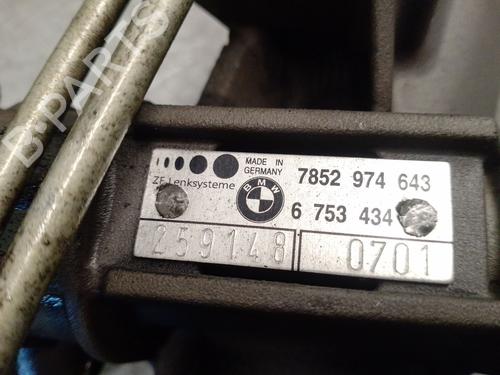 B-PARTS
MADE IN
GERMANY
7852 974 643
ZF Lenksysteme
BMW
6 753 434
259148 0701